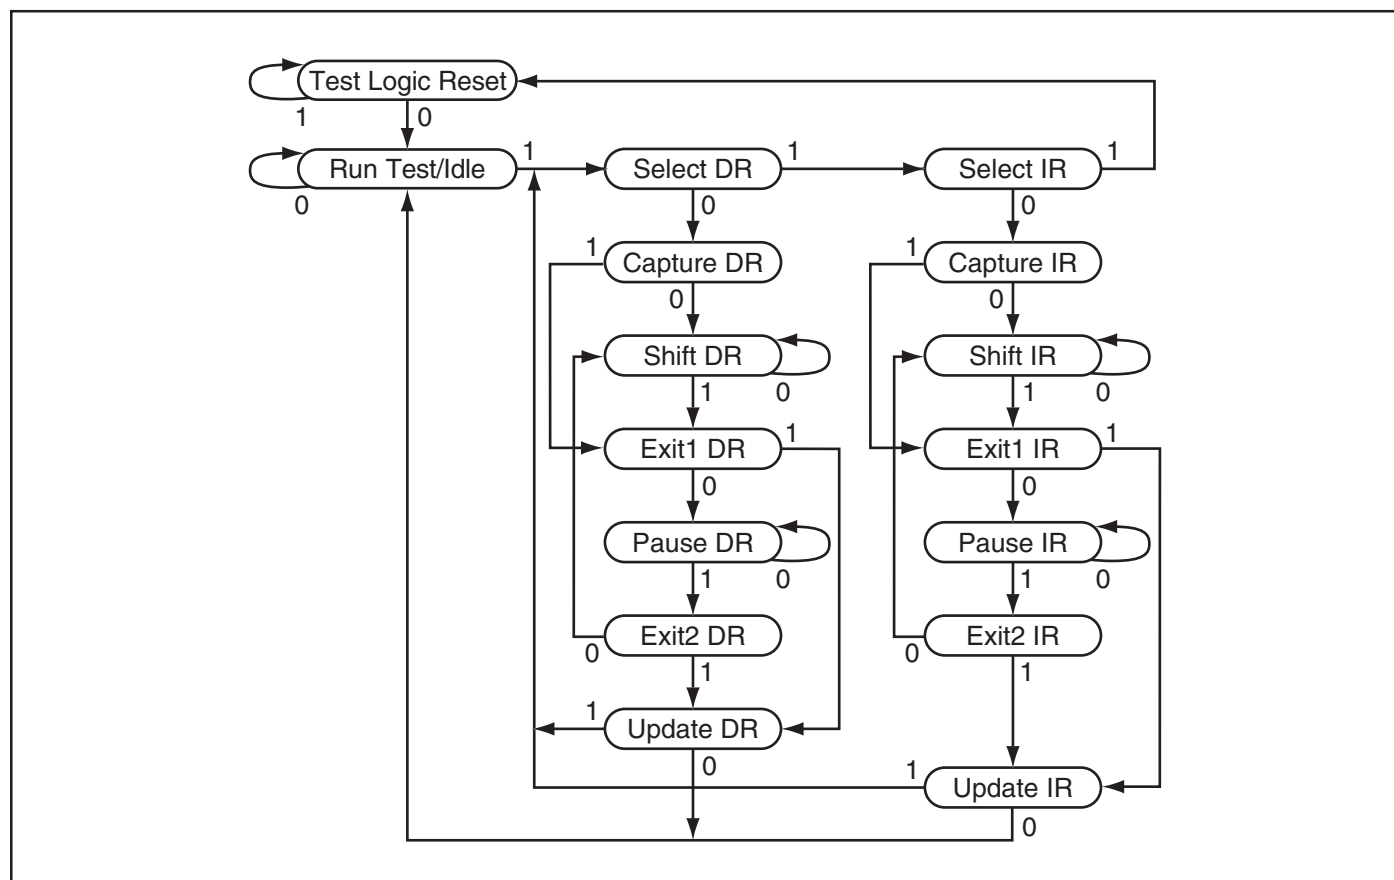 Test Logic Reset
1 0
Run Test/Idle 1 Select DR 1 Select IR 1
0 0 0
1 Capture DR 1 Capture IR
0 0
Shift DR Shift IR
1 0 1 0
Exit1 DR 1 Exit1 IR 1
0 0
Pause DR Pause IR
1 0 1 0
Exit2 DR Exit2 IR
0 1 0 1
1 Update DR
0
1 Update IR
0